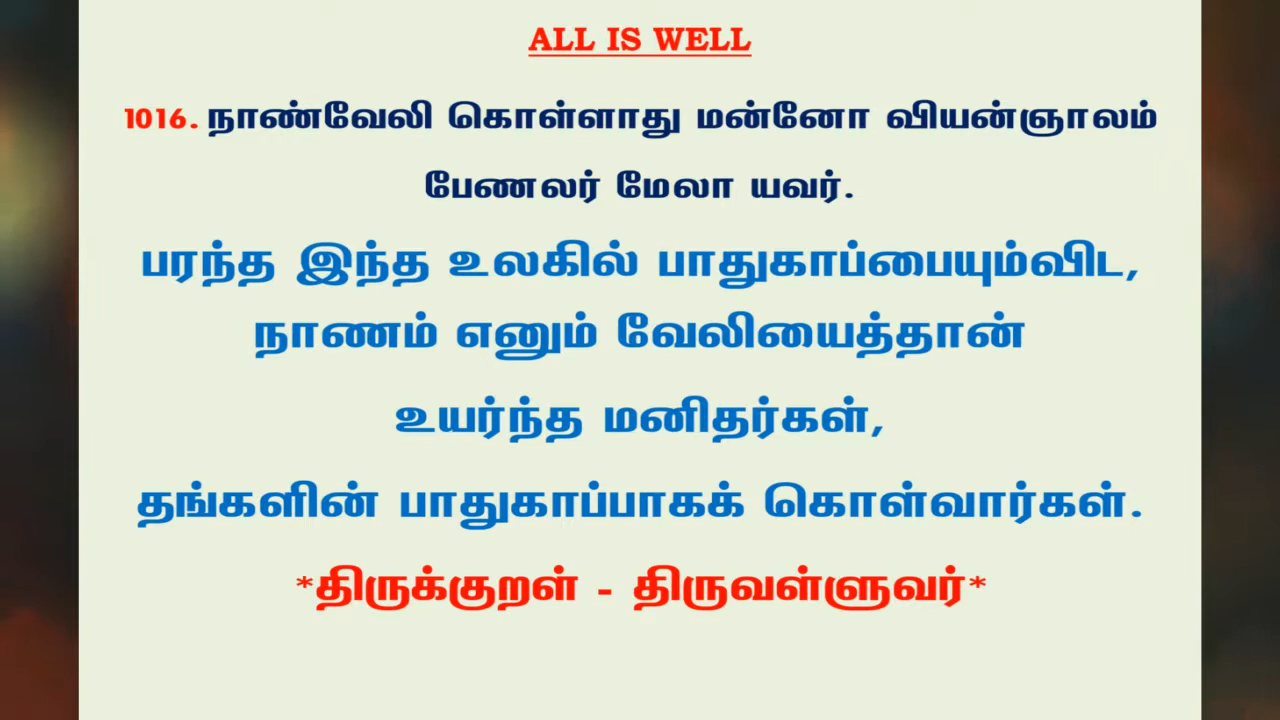 ALL IS WELL
1016. நாண்வேலி கொள்ளாது மன்னோ வியன்ஞாலம்
பேணலர் மேலா யவர்.
பரந்த இந்த உலகில் பாதுகாப்பையும்விட,
நாணம் எனும் வேலியைத்தான்
உயர்ந்த மனிதர்கள்,
தங்களின் பாதுகாப்பாகக் கொள்வார்கள்.
*திருக்குறள் - திருவள்ளுவர்*